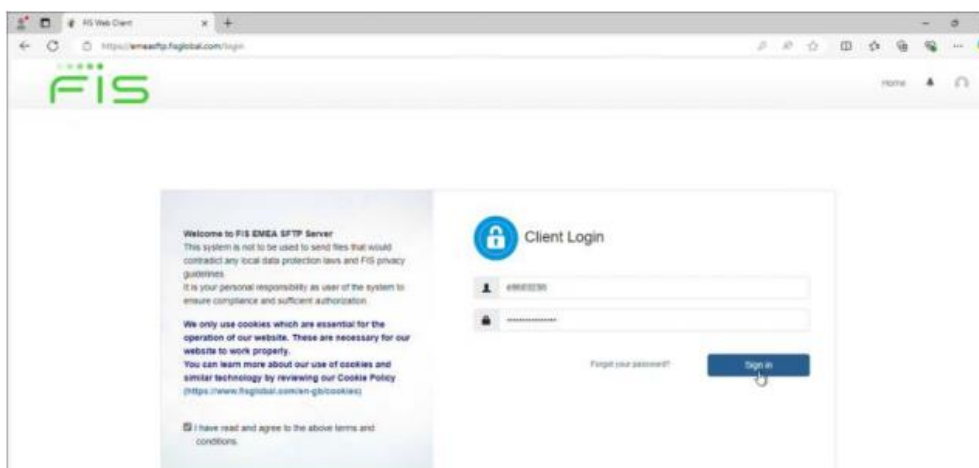 FIS Web Client
https://emeasftp.fisglobal.com/login
FIS
Home
Welcome to FIS EMEA SFTP Server
This system is not to be used to send files that would
contradict any local data protection laws and FIS privacy
guidelines.
It is your personal responsibility as user of the system to
ensure compliance and sufficient authorization.
We only use cookies which are essential for the
operation of our website. These are necessary for our
website to work properly.
You can learn more about our use of cookies and
similar technology by reviewing our Cookie Policy
(https://www.fisglobal.com/en-gb/cookies)
I have read and agree to the above terms and
conditions.
Client Login
Forgot your password?
Sign in